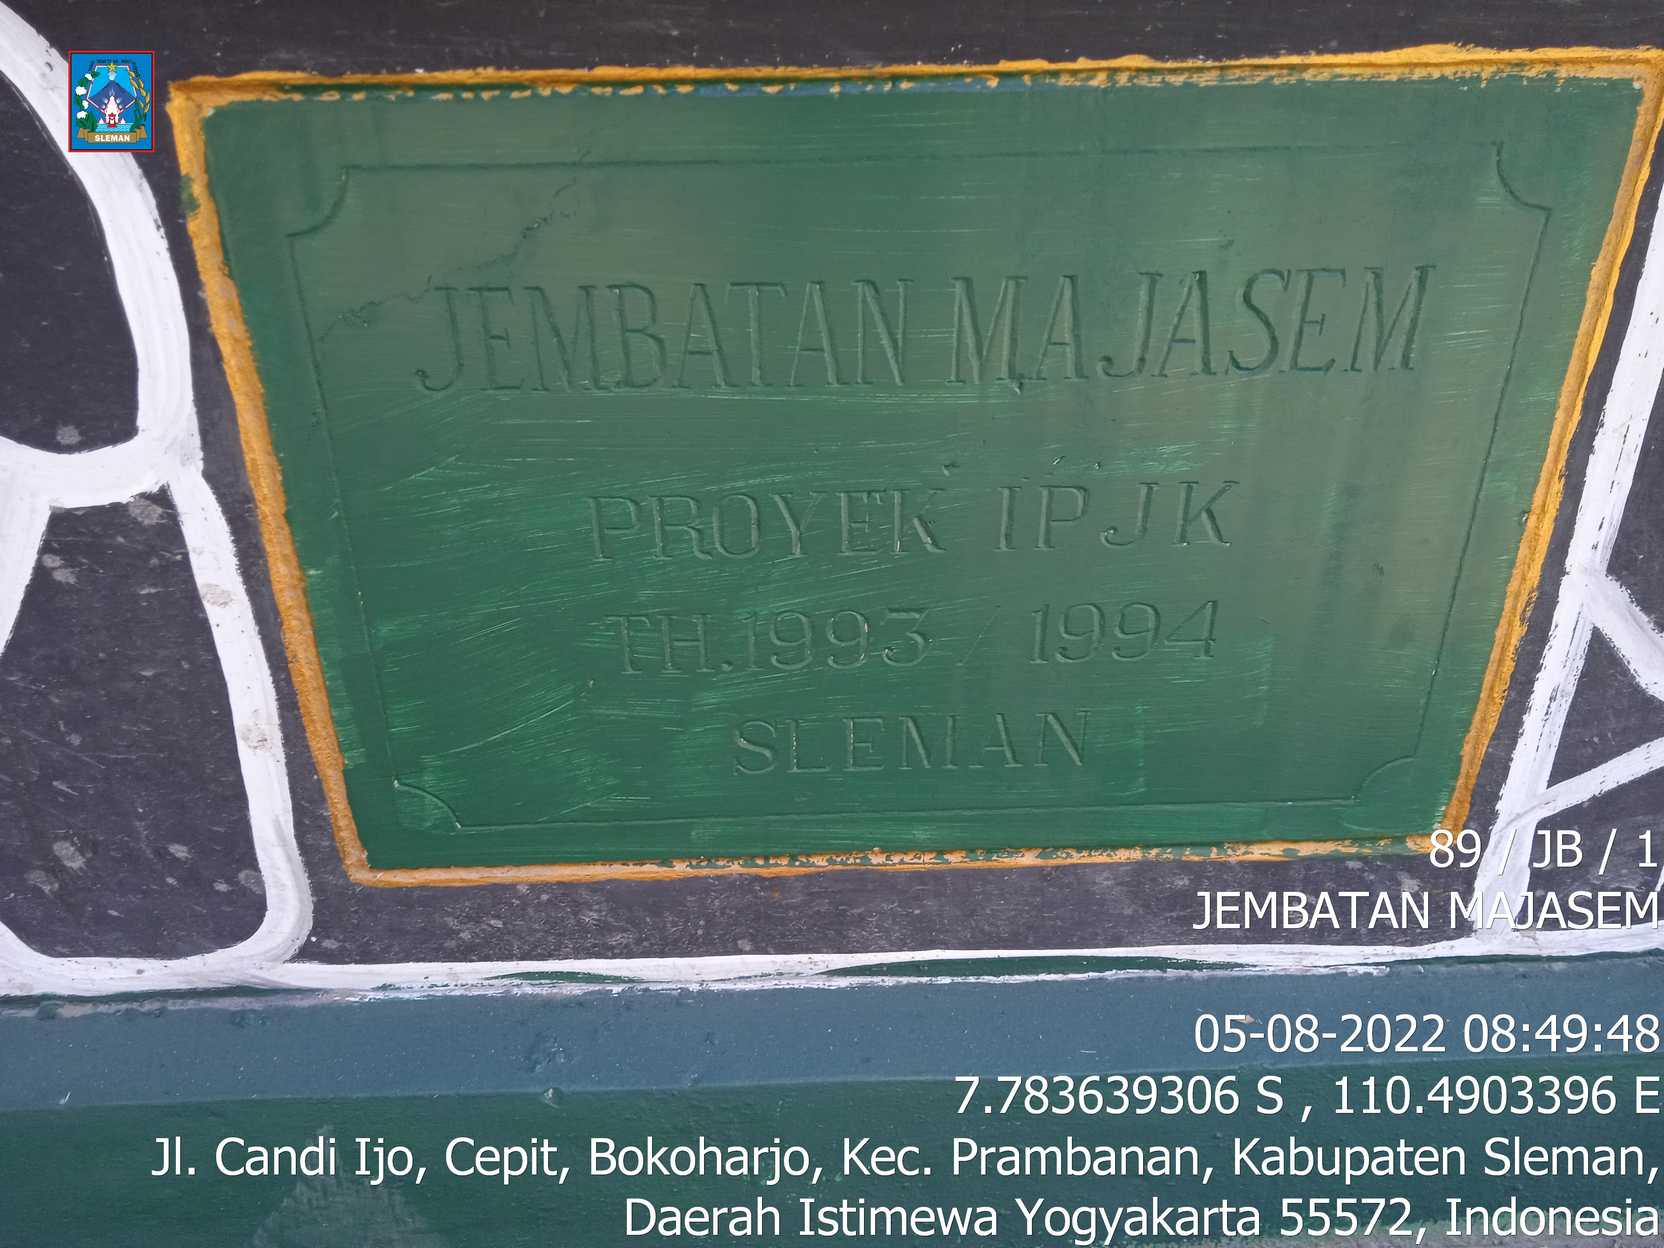 SLEMAN
JEMBATAN MAJASEM
PROYEK IPJK
TH.1993 / 1994
SLEMAN
89 / JB / 1
JEMBATAN MAJASEM
05-08-2022 08:49:48
7.783639306 S , 110.4903396 E
Jl. Candi Ijo, Cepit, Bokoharjo, Kec. Prambanan, Kabupaten Sleman,
Daerah Istimewa Yogyakarta 55572, Indonesia